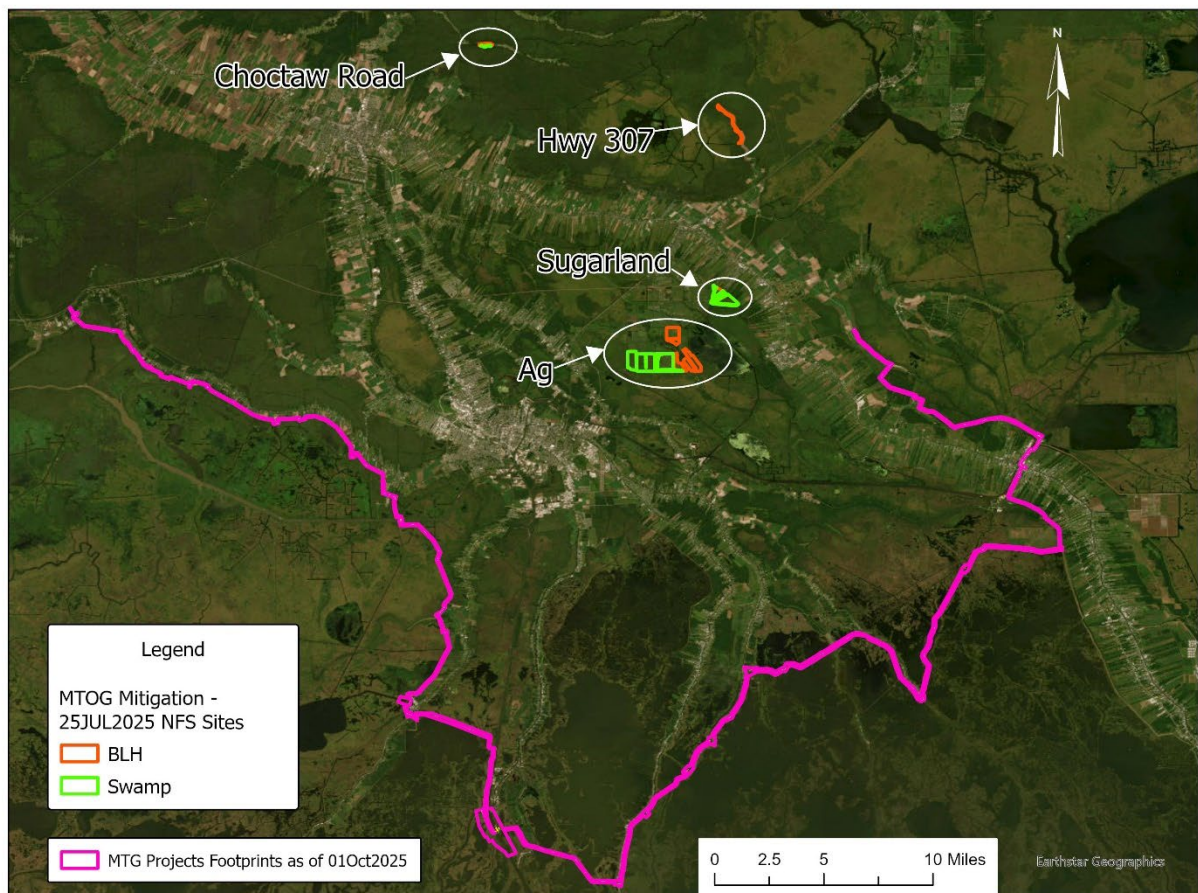 Choctaw Road
N
Hwy 307
Sugarland
Ag
Legend
MTOG Mitigation -
25JUL2025 NFS Sites
BLH
Swamp
MTG Projects Footprints as of 01Oct2025
0 2.5 5 10 Miles
Earthstar Geographics